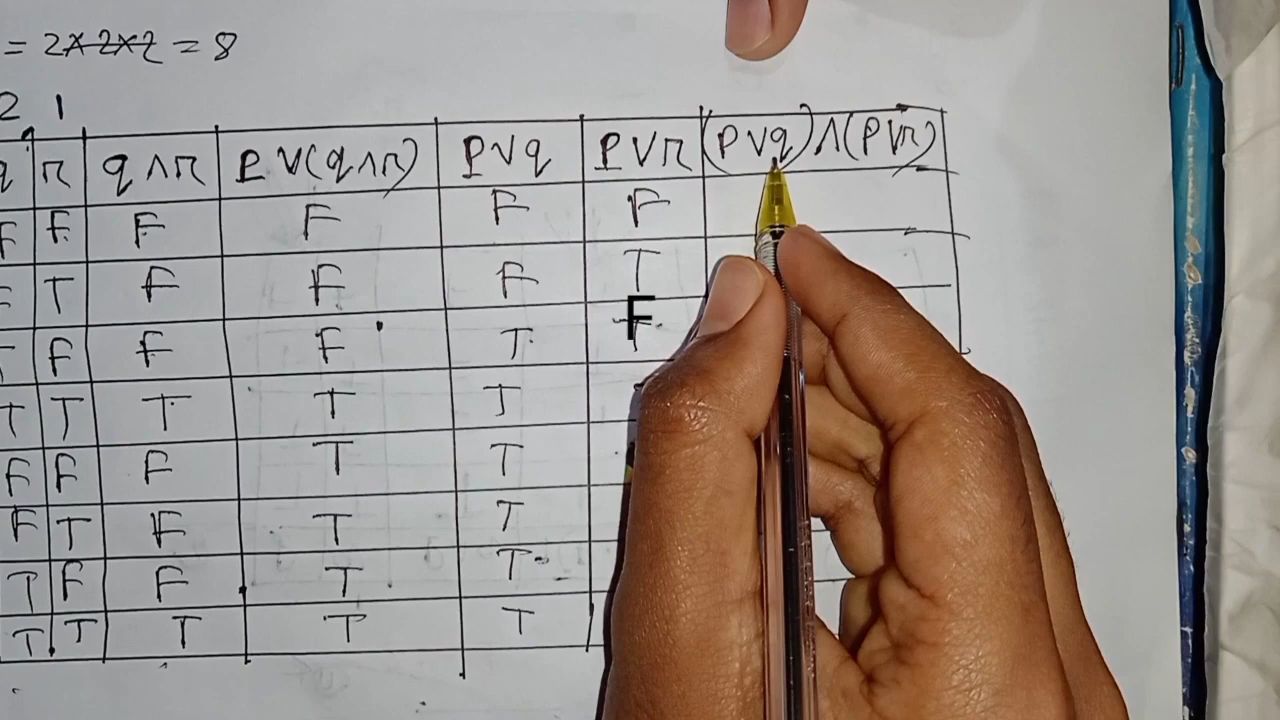 = 2×2×2 = 8
2 1
q r q ∧ r P ∨ (q ∧ r) P ∨ q P ∨ r (P ∨ q) ∧ (P ∨ r)
F F F F F F
F T F F F T
T F F F T F
T T T T T
F F F T T
F T F T T
T F F T T
T T T T T